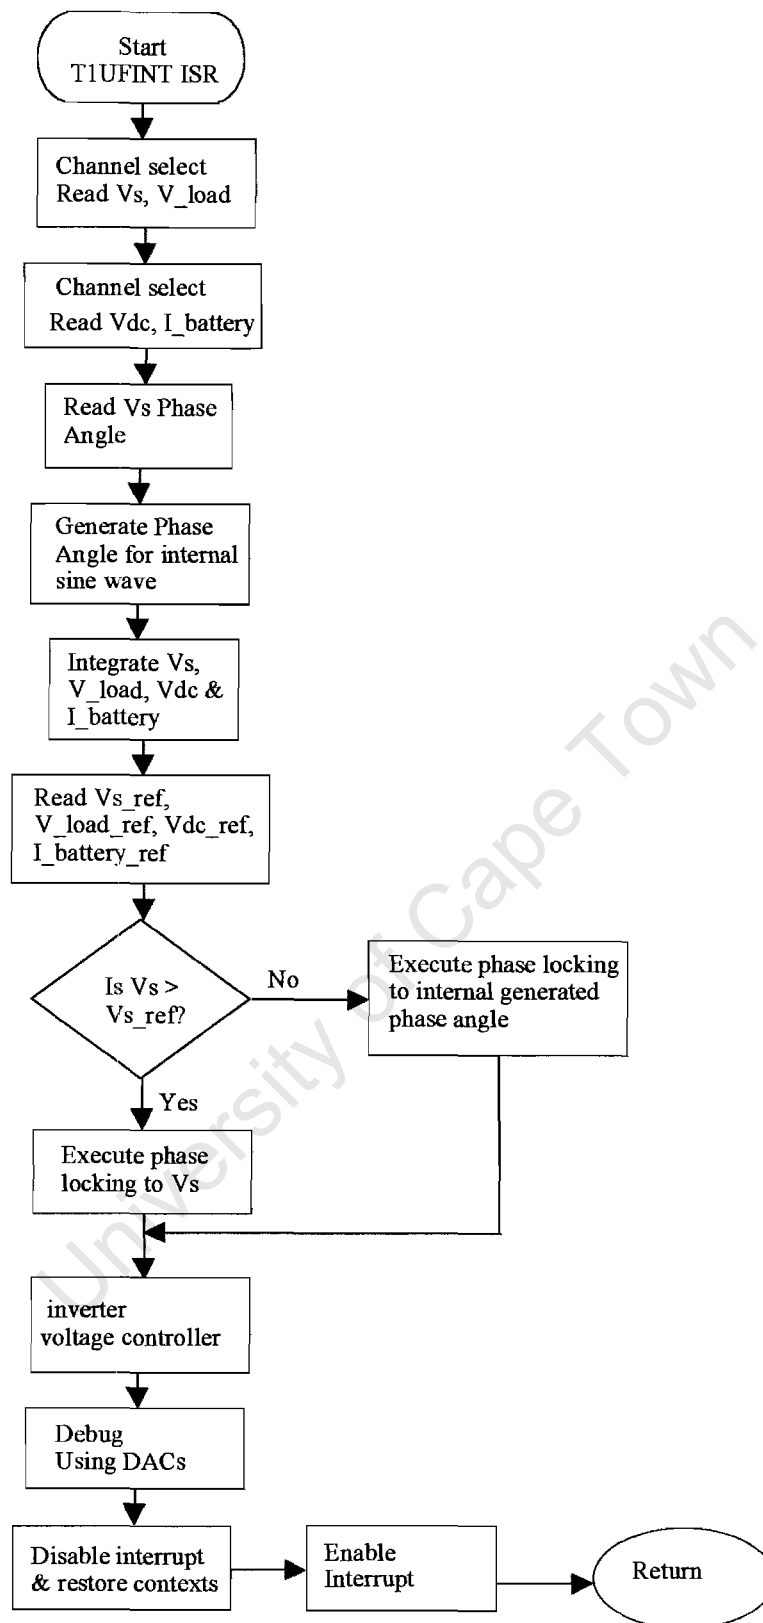 Start
T1UFINT ISR
Channel select
Read Vs, V_load
Channel select
Read Vdc, I_battery
Read Vs Phase
Angle
Generate Phase
Angle for internal
sine wave
Integrate Vs,
V_load, Vdc &
I_battery
Read Vs_ref,
V_load_ref, Vdc_ref,
I_battery_ref
Is Vs >
Vs_ref?
No
Execute phase locking
to internal generated
phase angle
Yes
Execute phase
locking to Vs
inverter
voltage controller
Debug
Using DACs
Disable interrupt
& restore contexts
Enable
Interrupt
Return
University of Cape Town